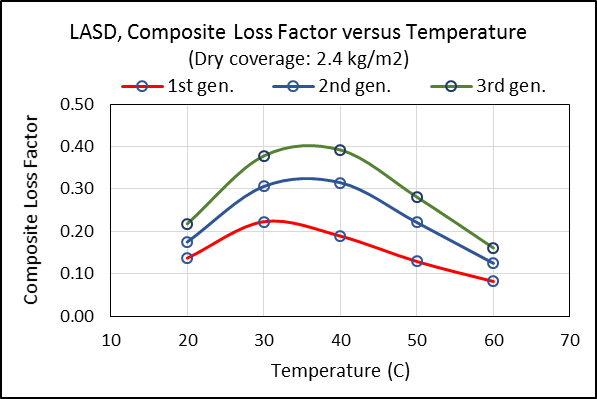 LASD, Composite Loss Factor versus Temperature
(Dry coverage: 2.4 kg/m2)
1st gen. 2nd gen. 3rd gen.
Composite Loss Factor
0.50
0.40
0.30
0.20
0.10
0.00
10 20 30 40 50 60 70
Temperature (C)